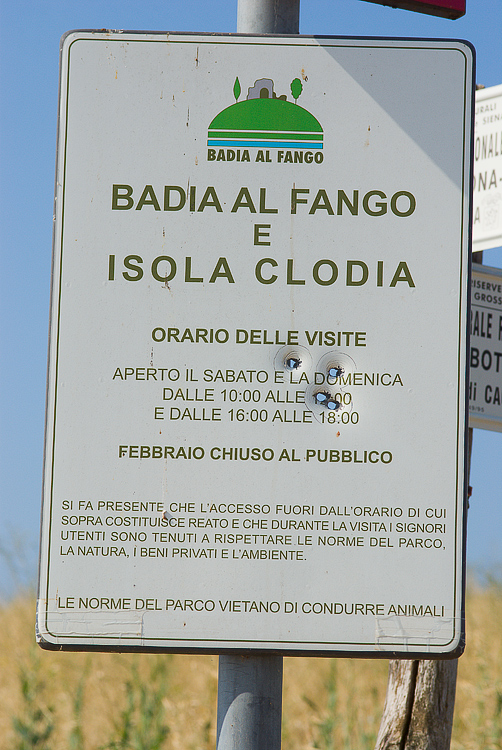 BADIA AL FANGO
BADIA AL FANGO
E
ISOLA CLODIA
ORARIO DELLE VISITE
APERTO IL SABATO E LA DOMENICA
DALLE 10:00 ALLE
E DALLE 16:00 ALLE 18:00
FEBBRAIO CHIUSO AL PUBBLICO
SI FA PRESENTE CHE L'ACCESSO FUORI DALL'ORARIO DI CUI
SOPRA COSTITUISCE REATO E CHE DURANTE LA VISITA I SIGNORI
UTENTI SONO TENUTI A RISPETTARE LE NORME DEL PARCO,
LA NATURA, I BENI PRIVATI E L'AMBIENTE.
LE NORME DEL PARCO VIETANO DI CONDURRE ANIMALI